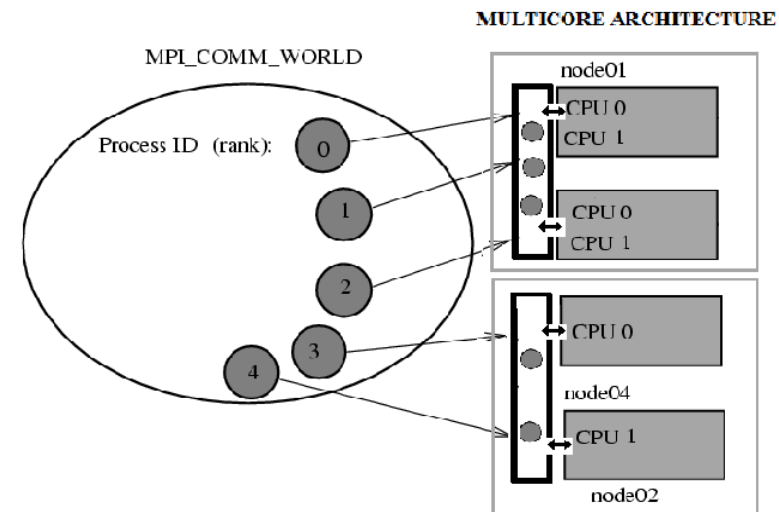 MULTICORE ARCHITECTURE
MPI_COMM_WORLD
Process ID (rank):
0
1
2
3
4
node01
CPU 0
CPU 1
CPU 0
CPU 1
CPU 0
node04
CPU 1
node02